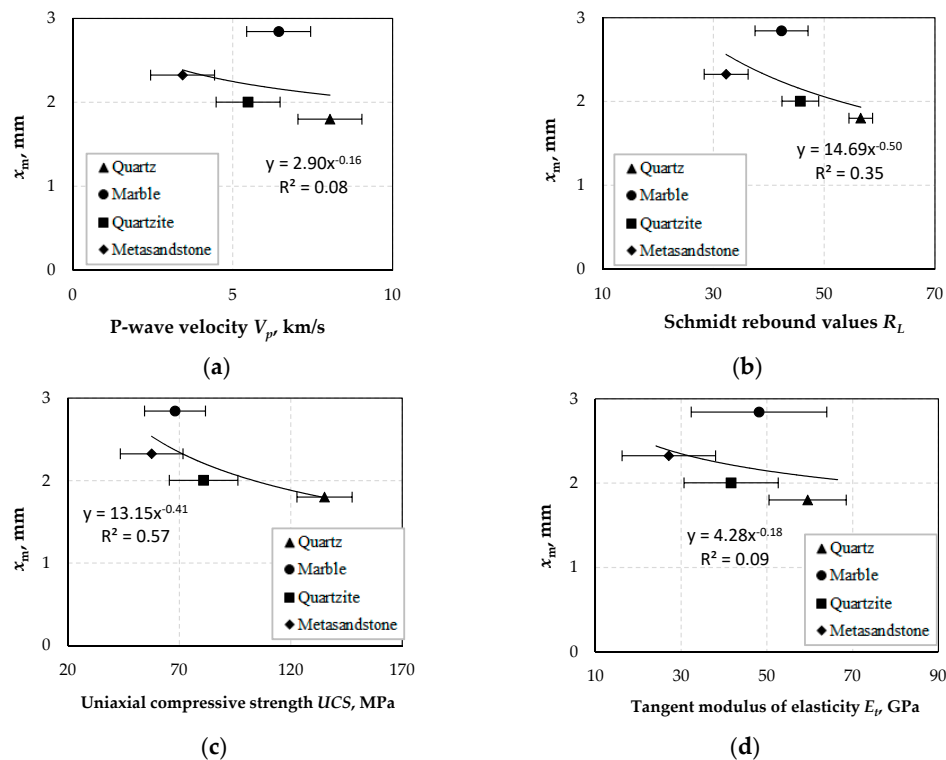 3
2
1
0
x_m, mm
Quartz
Marble
Quartzite
Metasandstone
y = 2.90x^-0.16
R² = 0.08
0 5 10
P-wave velocity V_p, km/s
(a)
3
2
1
0
x_m, mm
Quartz
Marble
Quartzite
Metasandstone
y = 14.69x^-0.50
R² = 0.35
10 30 50 70
Schmidt rebound values R_L
(b)
3
2
1
0
x_m, mm
y = 13.15x^-0.41
R² = 0.57
Quartz
Marble
Quartzite
Metasandstone
20 70 120 170
Uniaxial compressive strength UCS, MPa
(c)
3
2
1
0
x_m, mm
y = 4.28x^-0.18
R² = 0.09
Quartz
Marble
Quartzite
Metasandstone
10 30 50 70 90
Tangent modulus of elasticity E_t, GPa
(d)